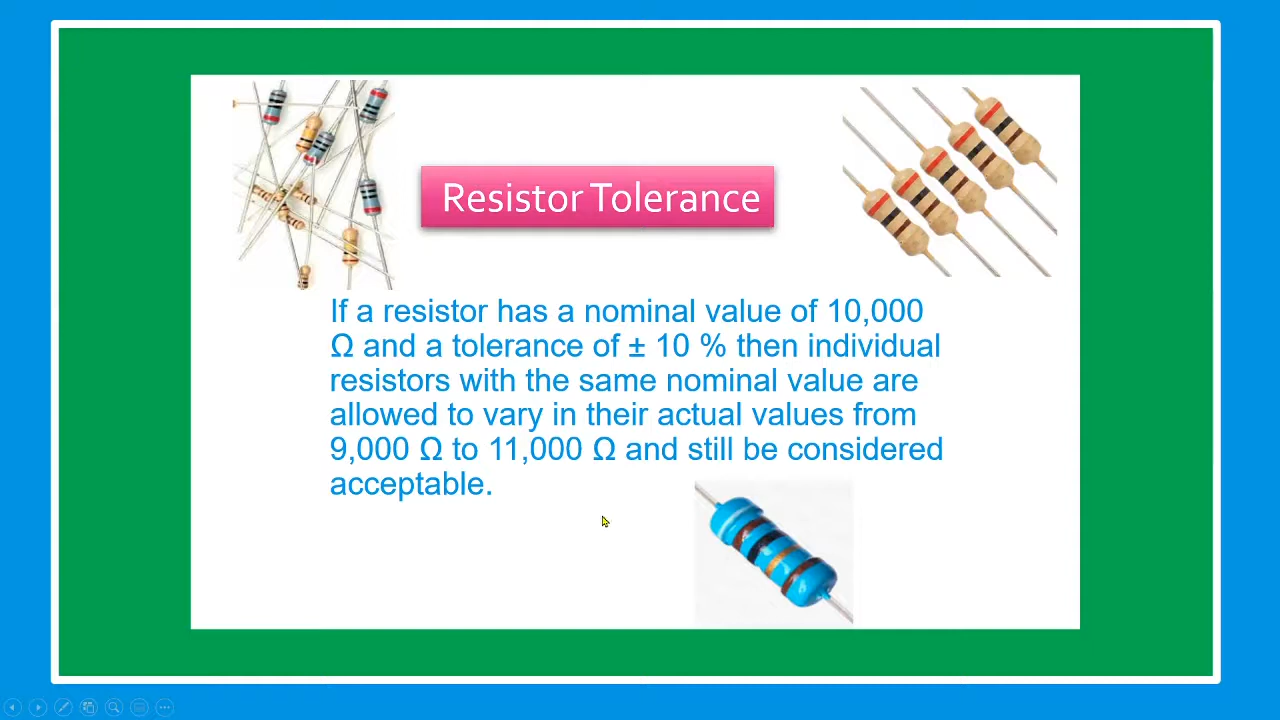 Resistor Tolerance
If a resistor has a nominal value of 10,000
Ω and a tolerance of ± 10 % then individual
resistors with the same nominal value are
allowed to vary in their actual values from
9,000 Ω to 11,000 Ω and still be considered
acceptable.